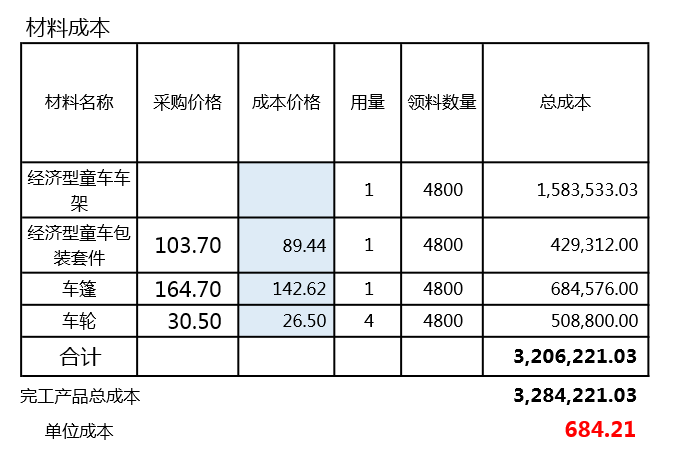 材料成本
材料名称 采购价格 成本价格 用量 领料数量 总成本
经济型童车车
架 1 4800 1,583,533.03
经济型童车包
装套件 103.70 89.44 1 4800 429,312.00
车篷 164.70 142.62 1 4800 684,576.00
车轮 30.50 26.50 4 4800 508,800.00
合计 3,206,221.03
完工产品总成本 3,284,221.03
单位成本 684.21